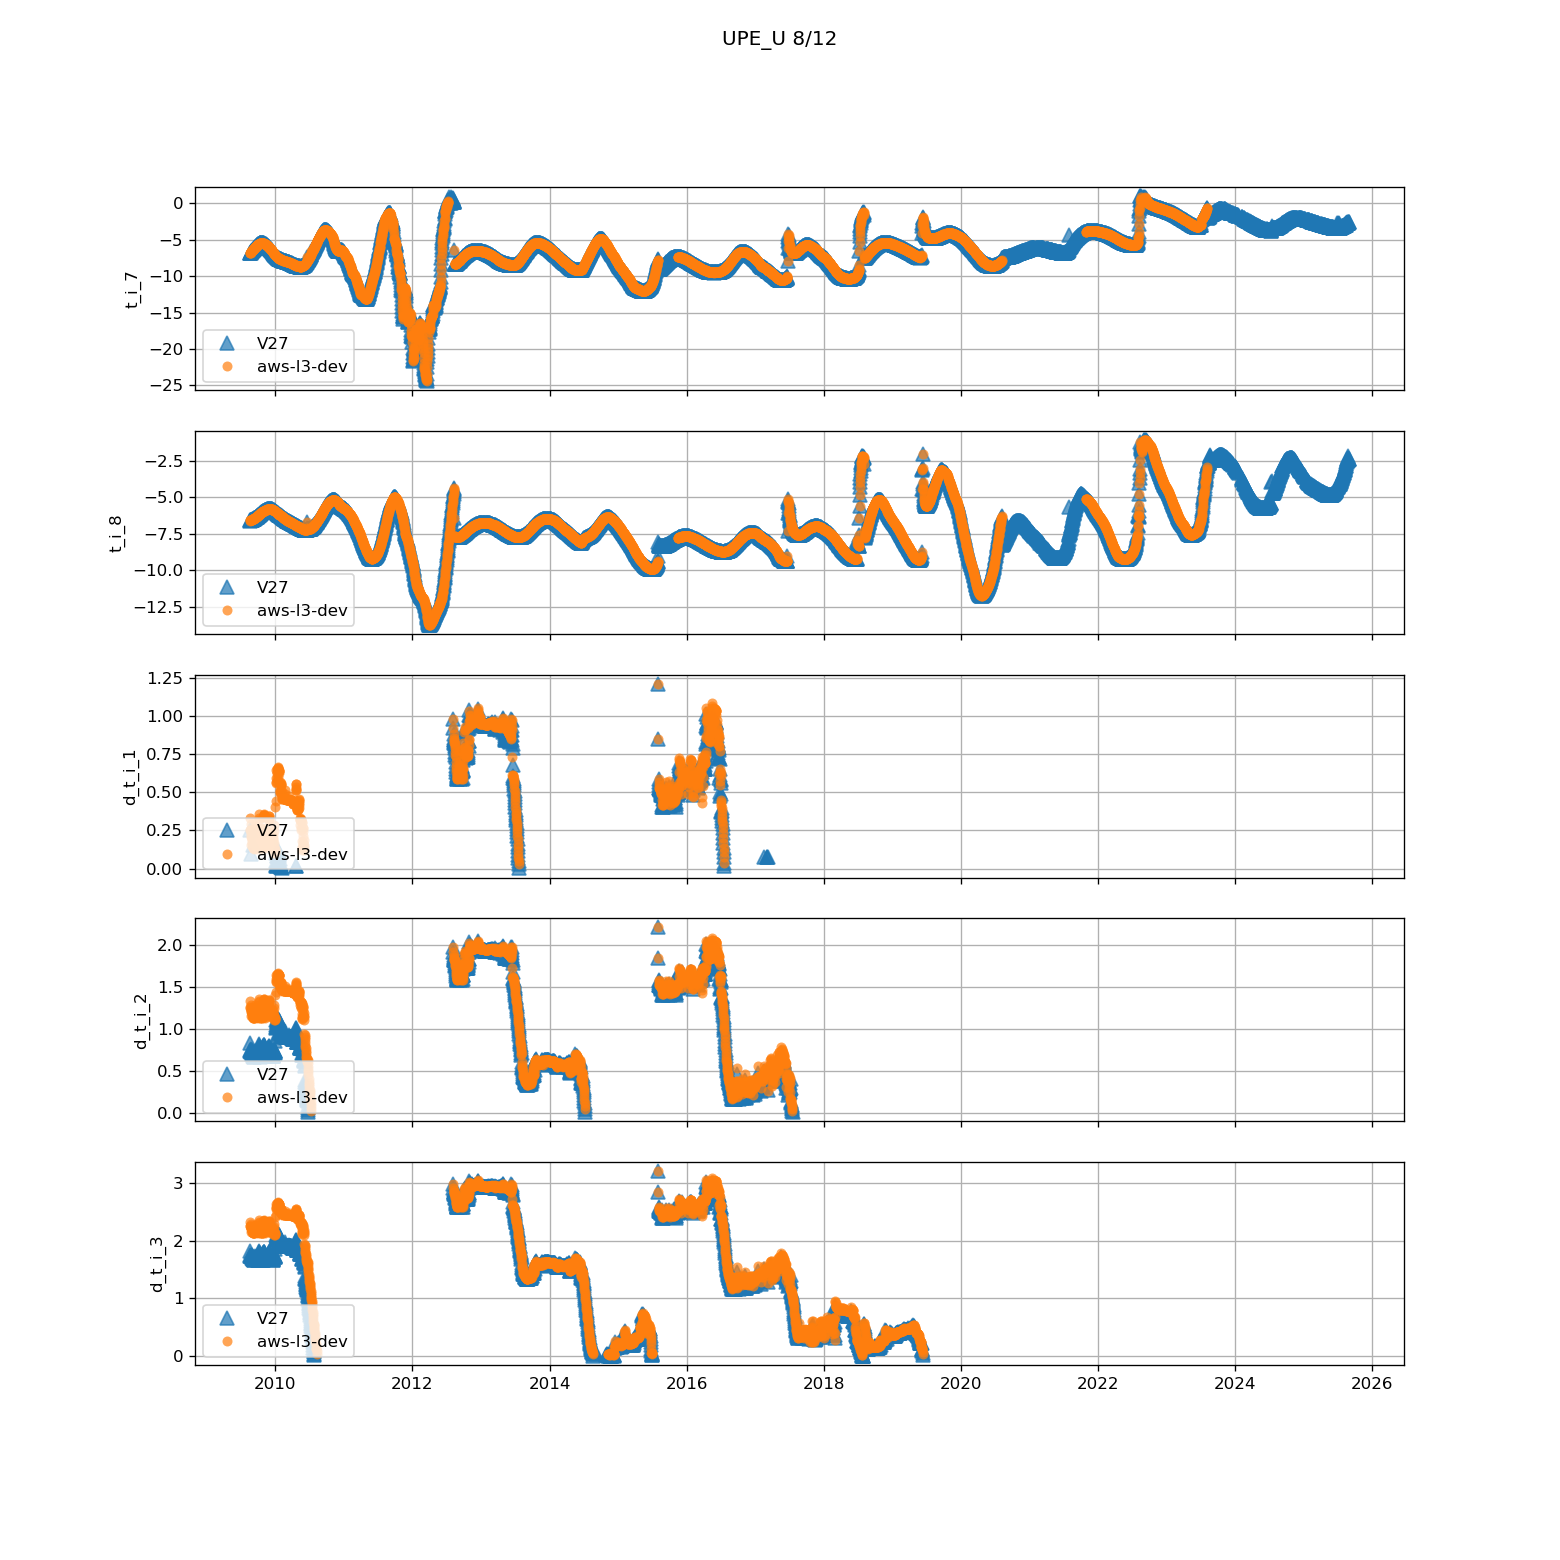 UPE_U 8/12
t_i_7
0
−5
−10
−15
−20
−25
V27
aws-l3-dev
t_i_8
−2.5
−5.0
−7.5
−10.0
−12.5
V27
aws-l3-dev
d_t_i_1
1.25
1.00
0.75
0.50
0.25
0.00
V27
aws-l3-dev
d_t_i_2
2.0
1.5
1.0
0.5
0.0
V27
aws-l3-dev
d_t_i_3
3
2
1
0
V27
aws-l3-dev
2010 2012 2014 2016 2018 2020 2022 2024 2026